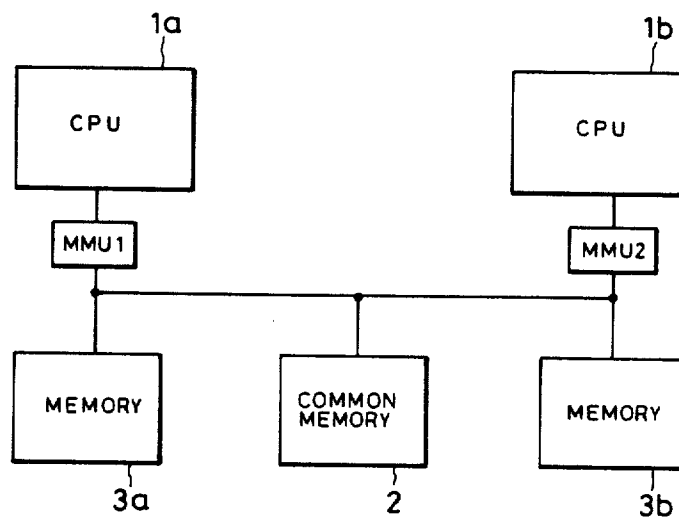 1a
1b
CPU
CPU
MMU1
MMU2
MEMORY
COMMON
MEMORY
MEMORY
3a
2
3b